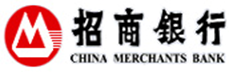 招商银行
CHINA MERCHANTS BANK